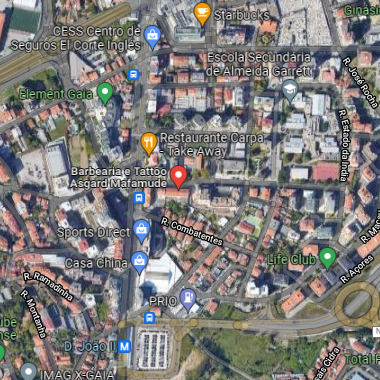 Starbucks
Ginásio
CESS Centro de
Seguros El Corte Inglés
Escola Secundária
de Almeida Garrett
R. José Rocha
Element Gaia
R. Estado da Índia
Restaurante Carpa
- Take Away
Barbearia e Tattoo
Asgard Mafamude
Sports Direct
R. Combatentes
Casa China
Life Club
R. Açores
R. Ramadinha
R. Montanha
PRIO
D. João II
M
IMAG X-GAIA